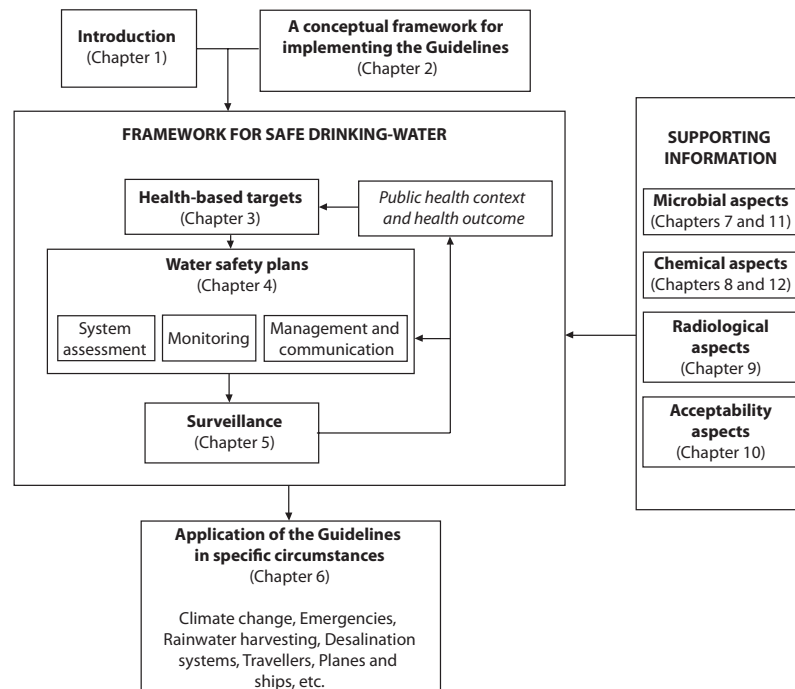 Introduction
(Chapter 1)
A conceptual framework for
implementing the Guidelines
(Chapter 2)
FRAMEWORK FOR SAFE DRINKING-WATER
Health-based targets
(Chapter 3)
Public health context
and health outcome
Water safety plans
(Chapter 4)
System
assessment
Monitoring
Management and
communication
Surveillance
(Chapter 5)
SUPPORTING
INFORMATION
Microbial aspects
(Chapters 7 and 11)
Chemical aspects
(Chapters 8 and 12)
Radiological
aspects
(Chapter 9)
Acceptability
aspects
(Chapter 10)
Application of the Guidelines
in specific circumstances
(Chapter 6)
Climate change, Emergencies,
Rainwater harvesting, Desalination
systems, Travellers, Planes and
ships, etc.